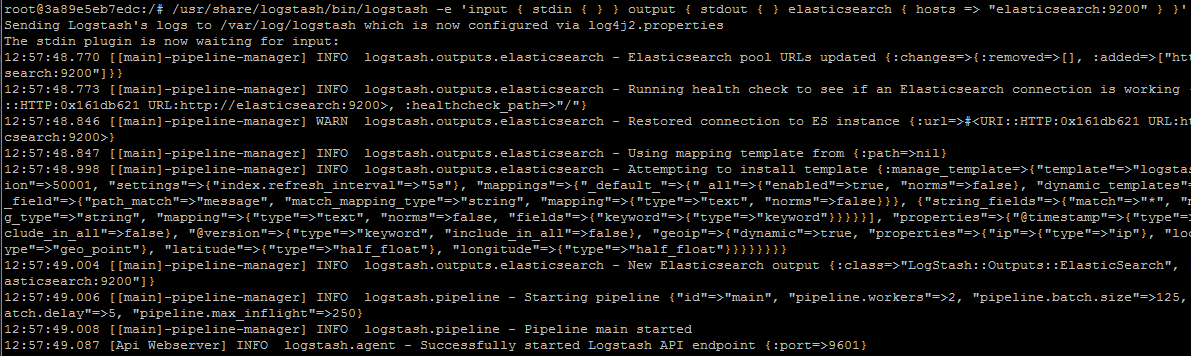 root@3a89e5eb7edc:/# /usr/share/logstash/bin/logstash -e 'input { stdin { } } output { stdout { } elasticsearch { hosts => "elasticsearch:9200" } }'
Sending Logstash's logs to /var/log/logstash which is now configured via log4j2.properties
The stdin plugin is now waiting for input:
12:57:48.770 [[main]-pipeline-manager] INFO  logstash.outputs.elasticsearch - Elasticsearch pool URLs updated {:changes=>{:removed=>[], :added=>["htt
search:9200"]}}
12:57:48.773 [[main]-pipeline-manager] INFO  logstash.outputs.elasticsearch - Running health check to see if an Elasticsearch connection is working
::HTTP:0x161db621 URL:http://elasticsearch:9200>, :healthcheck_path=>"/"}
12:57:48.846 [[main]-pipeline-manager] WARN  logstash.outputs.elasticsearch - Restored connection to ES instance {:url=>#<URI::HTTP:0x161db621 URL:ht
csearch:9200>}
12:57:48.847 [[main]-pipeline-manager] INFO  logstash.outputs.elasticsearch - Using mapping template from {:path=>nil}
12:57:48.998 [[main]-pipeline-manager] INFO  logstash.outputs.elasticsearch - Attempting to install template {:manage_template=>{"template"=>"logsta
ion"=>50001, "settings"=>{"index.refresh_interval"=>"5s"}, "mappings"=>{"_default_"=>{"_all"=>{"enabled"=>true, "norms"=>false}, "dynamic_templates"
_field"=>{"path_match"=>"message", "match_mapping_type"=>"string", "mapping"=>{"type"=>"text", "norms"=>false}}}, {"string_fields"=>{"match"=>"*", "m
g_type"=>"string", "mapping"=>{"type"=>"text", "norms"=>false, "fields"=>{"keyword"=>{"type"=>"keyword"}}}}}], "properties"=>{"@timestamp"=>{"type"=
clude_in_all"=>false}, "@version"=>{"type"=>"keyword", "include_in_all"=>false}, "geoip"=>{"dynamic"=>true, "properties"=>{"ip"=>{"type"=>"ip"}, "loc
ype"=>"geo_point"}, "latitude"=>{"type"=>"half_float"}, "longitude"=>{"type"=>"half_float"}}}}}}}}
12:57:49.004 [[main]-pipeline-manager] INFO  logstash.outputs.elasticsearch - New Elasticsearch output {:class=>"LogStash::Outputs::ElasticSearch",
asticsearch:9200"]}
12:57:49.006 [[main]-pipeline-manager] INFO  logstash.pipeline - Starting pipeline {"id"=>"main", "pipeline.workers"=>2, "pipeline.batch.size"=>125,
atch.delay"=>5, "pipeline.max_inflight"=>250}
12:57:49.008 [[main]-pipeline-manager] INFO  logstash.pipeline - Pipeline main started
12:57:49.087 [Api Webserver] INFO  logstash.agent - Successfully started Logstash API endpoint {:port=>9601}